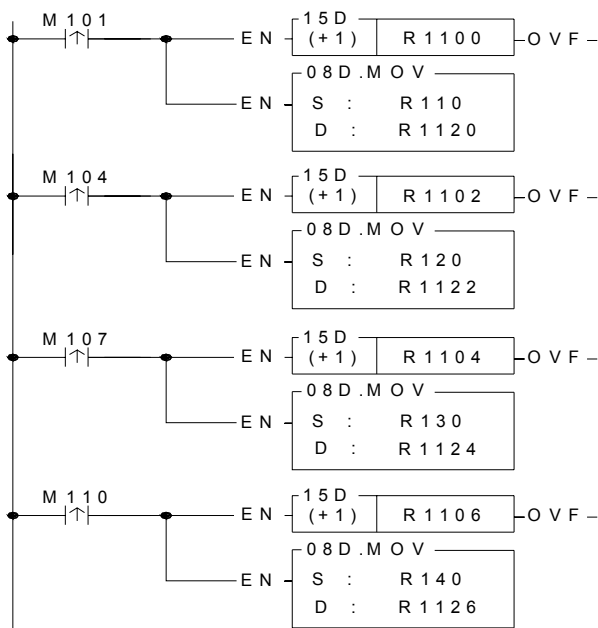 M101
EN 15D (+1) R1100 OVF
08D.MOV
EN S : R110
D : R1120
M104
EN 15D (+1) R1102 OVF
08D.MOV
EN S : R120
D : R1122
M107
EN 15D (+1) R1104 OVF
08D.MOV
EN S : R130
D : R1124
M110
EN 15D (+1) R1106 OVF
08D.MOV
EN S : R140
D : R1126